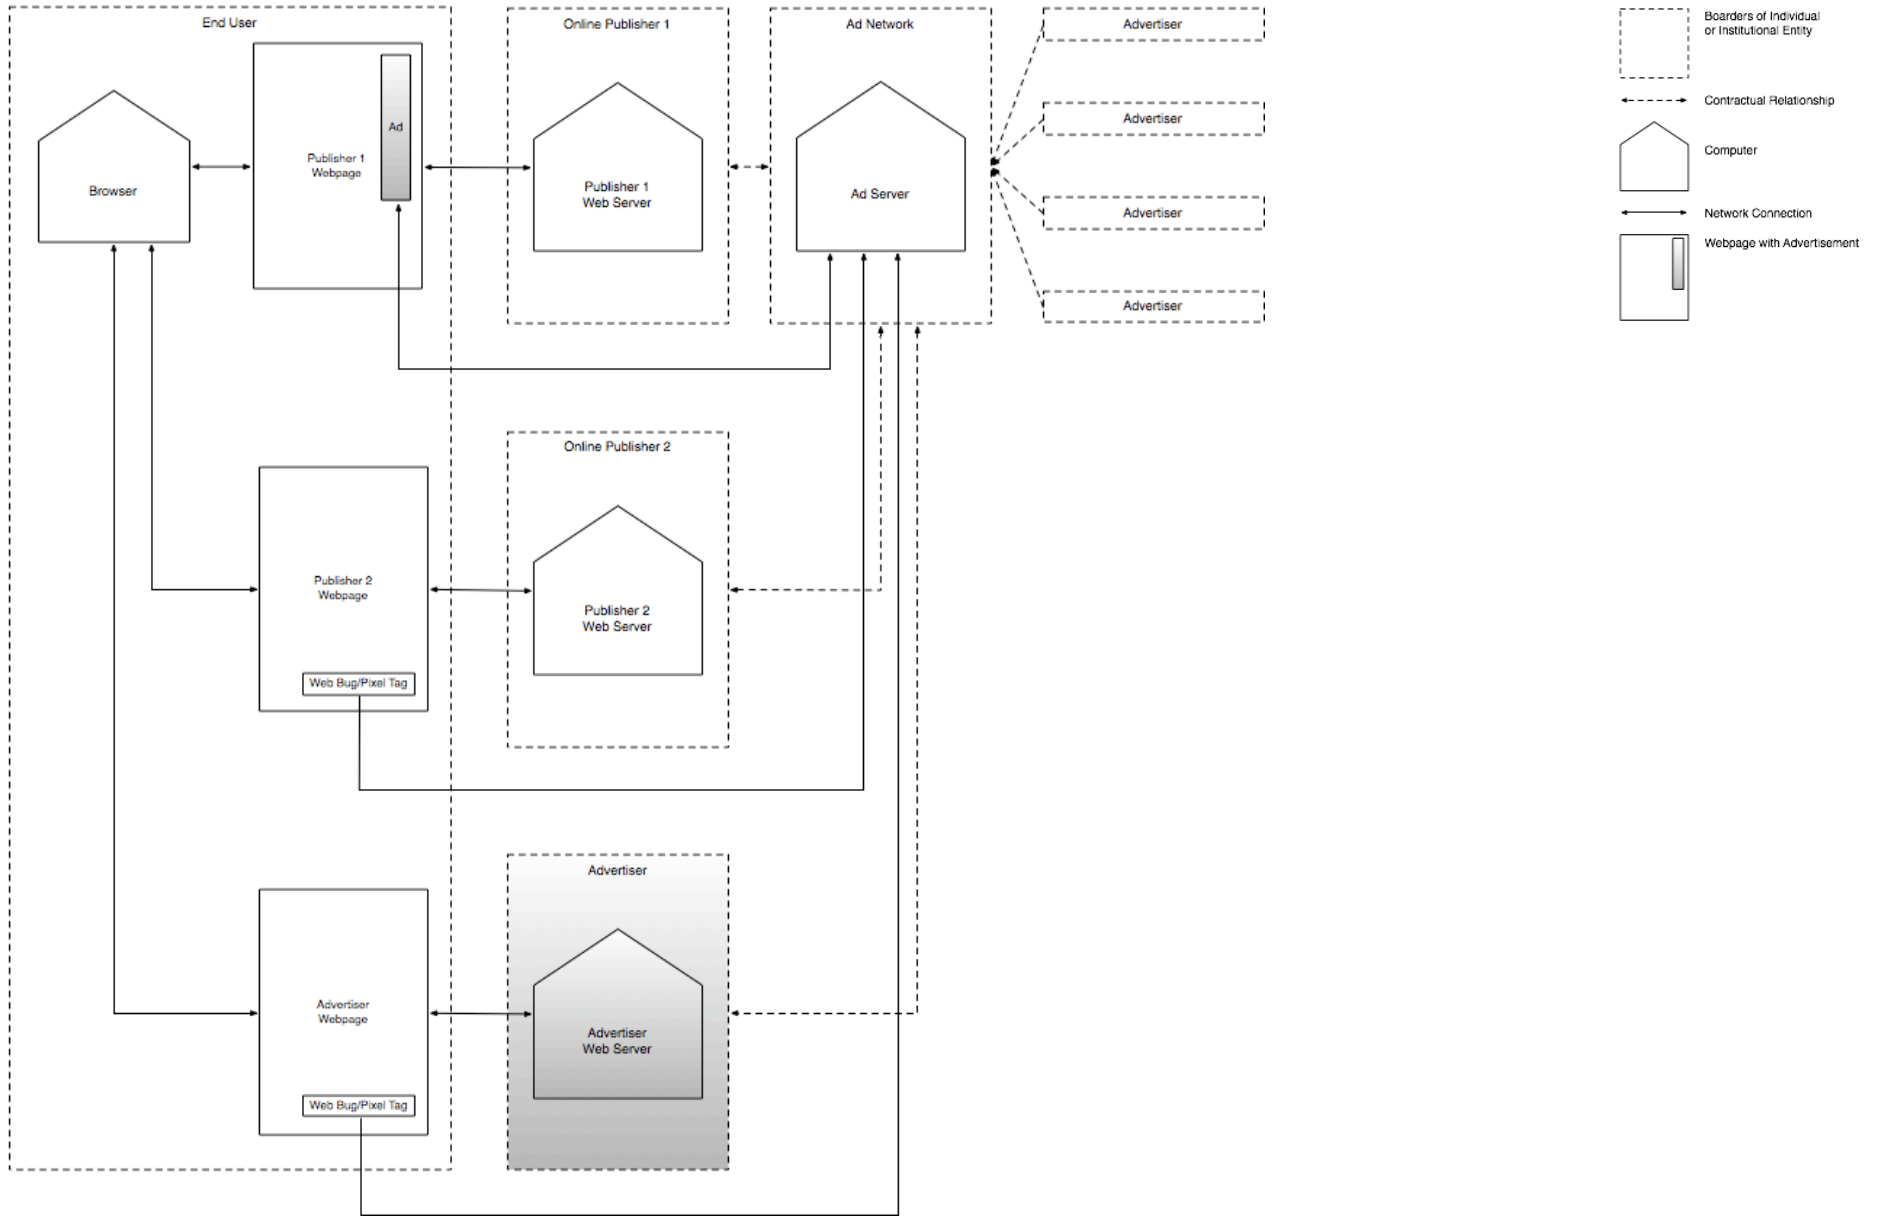 End User
Online Publisher 1
Ad Network
Advertiser
Boarders of Individual
or Institutional Entity
Advertiser
Advertiser
Advertiser
Contractual Relationship
Computer
Network Connection
Webpage with Advertisement
Browser
Publisher 1
Webpage
Ad
Publisher 1
Web Server
Ad Server
Online Publisher 2
Publisher 2
Webpage
Web Bug/Pixel Tag
Publisher 2
Web Server
Advertiser
Advertiser
Webpage
Web Bug/Pixel Tag
Advertiser
Web Server